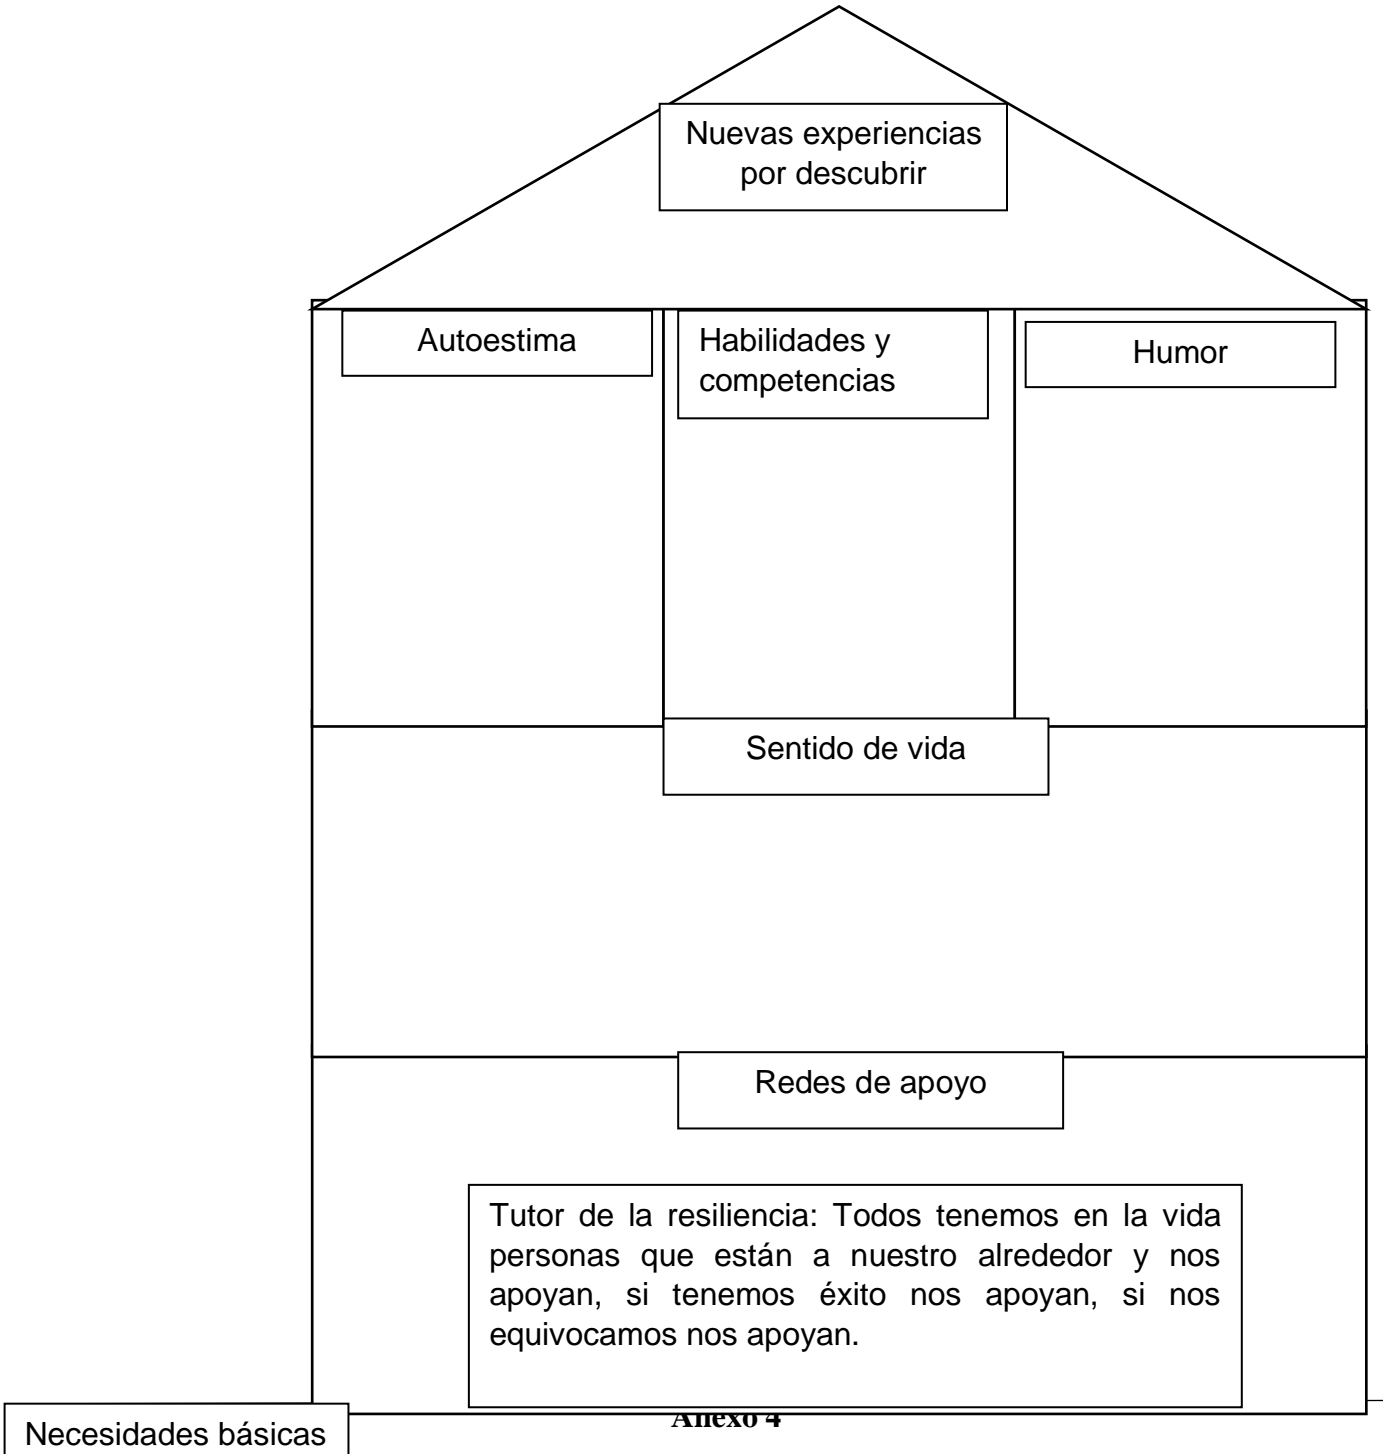 Nuevas experiencias
por descubrir
Autoestima
Habilidades y
competencias
Humor
Sentido de vida
Redes de apoyo
Tutor de la resiliencia: Todos tenemos en la vida
personas que están a nuestro alrededor y nos
apoyan, si tenemos éxito nos apoyan, si nos
equivocamos nos apoyan.
Anexo 4
Necesidades básicas